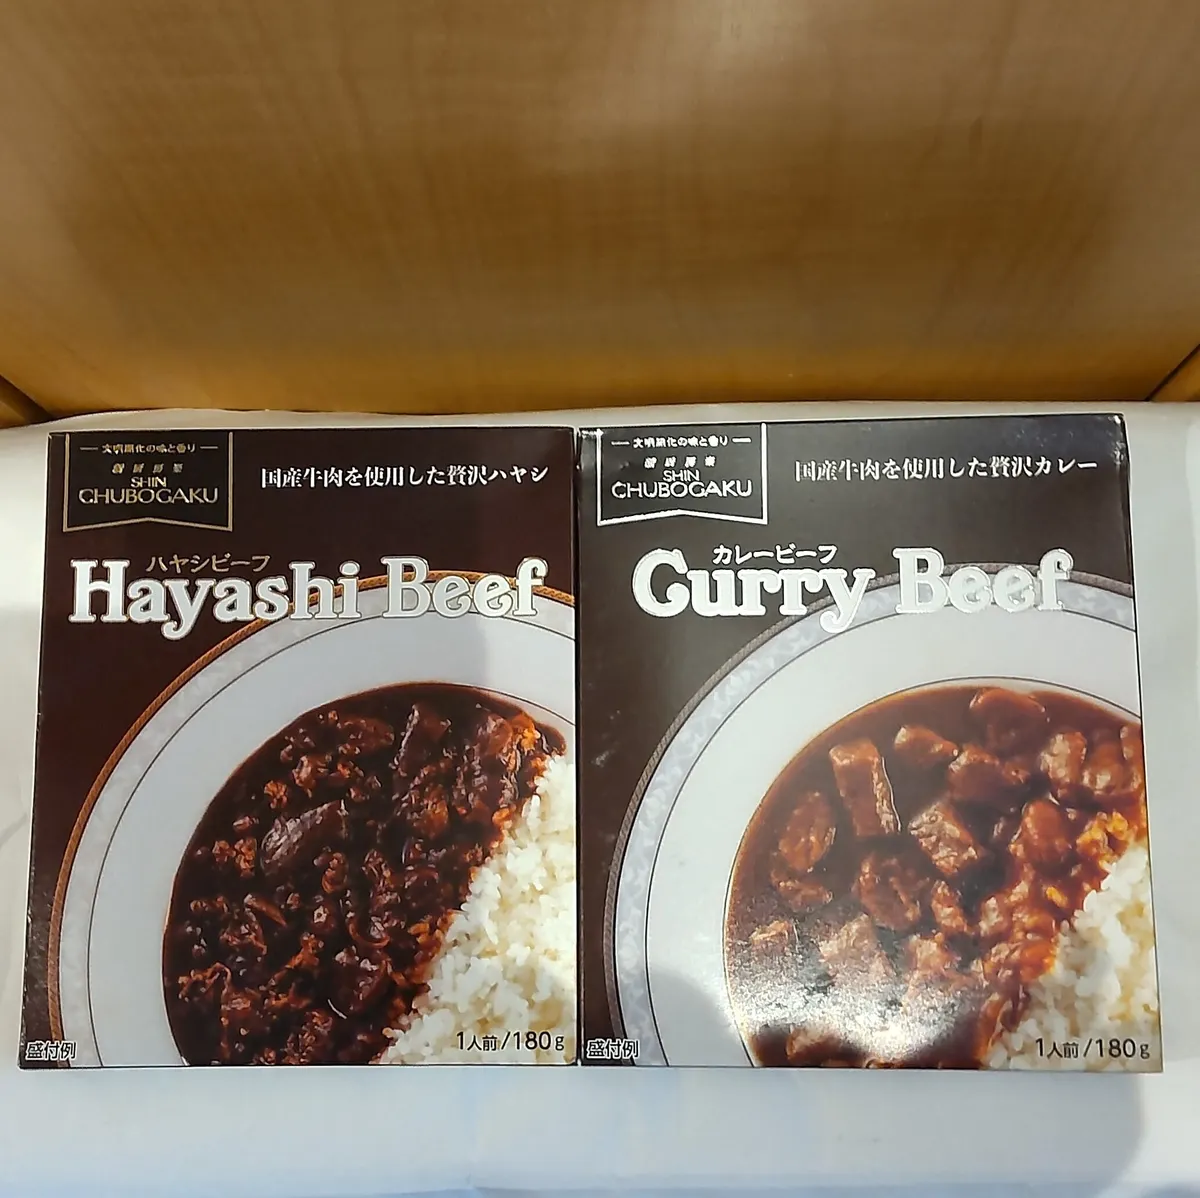 文明開化の味と香り
SHIN
CHUBOGAKU
国産牛肉を使用した贅沢ハヤシ
ハヤシビーフ
Hayashi Beef
盛付例
1人前/180g
文明開化の味と香り
SHIN
CHUBOGAKU
国産牛肉を使用した贅沢カレー
カレービーフ
Curry Beef
盛付例
1人前/180g